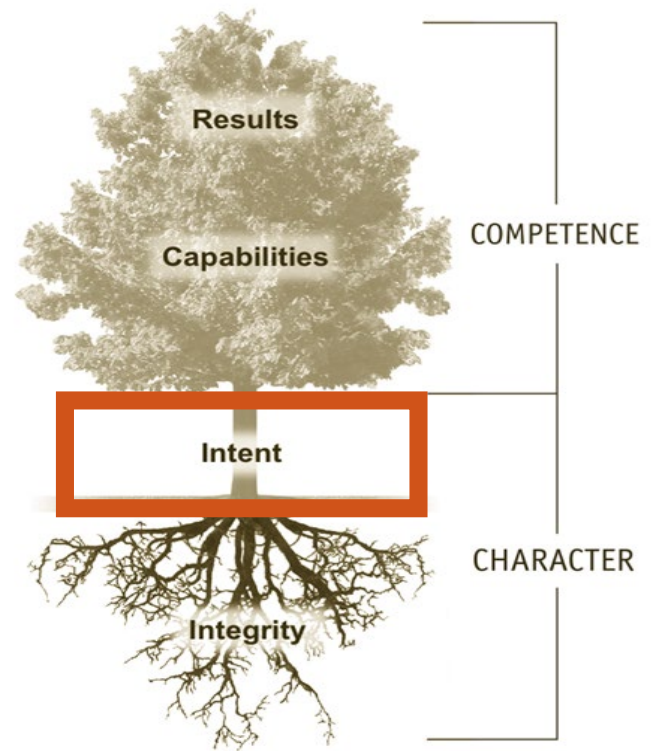 Results
Capabilities
COMPETENCE
Intent
CHARACTER
Integrity